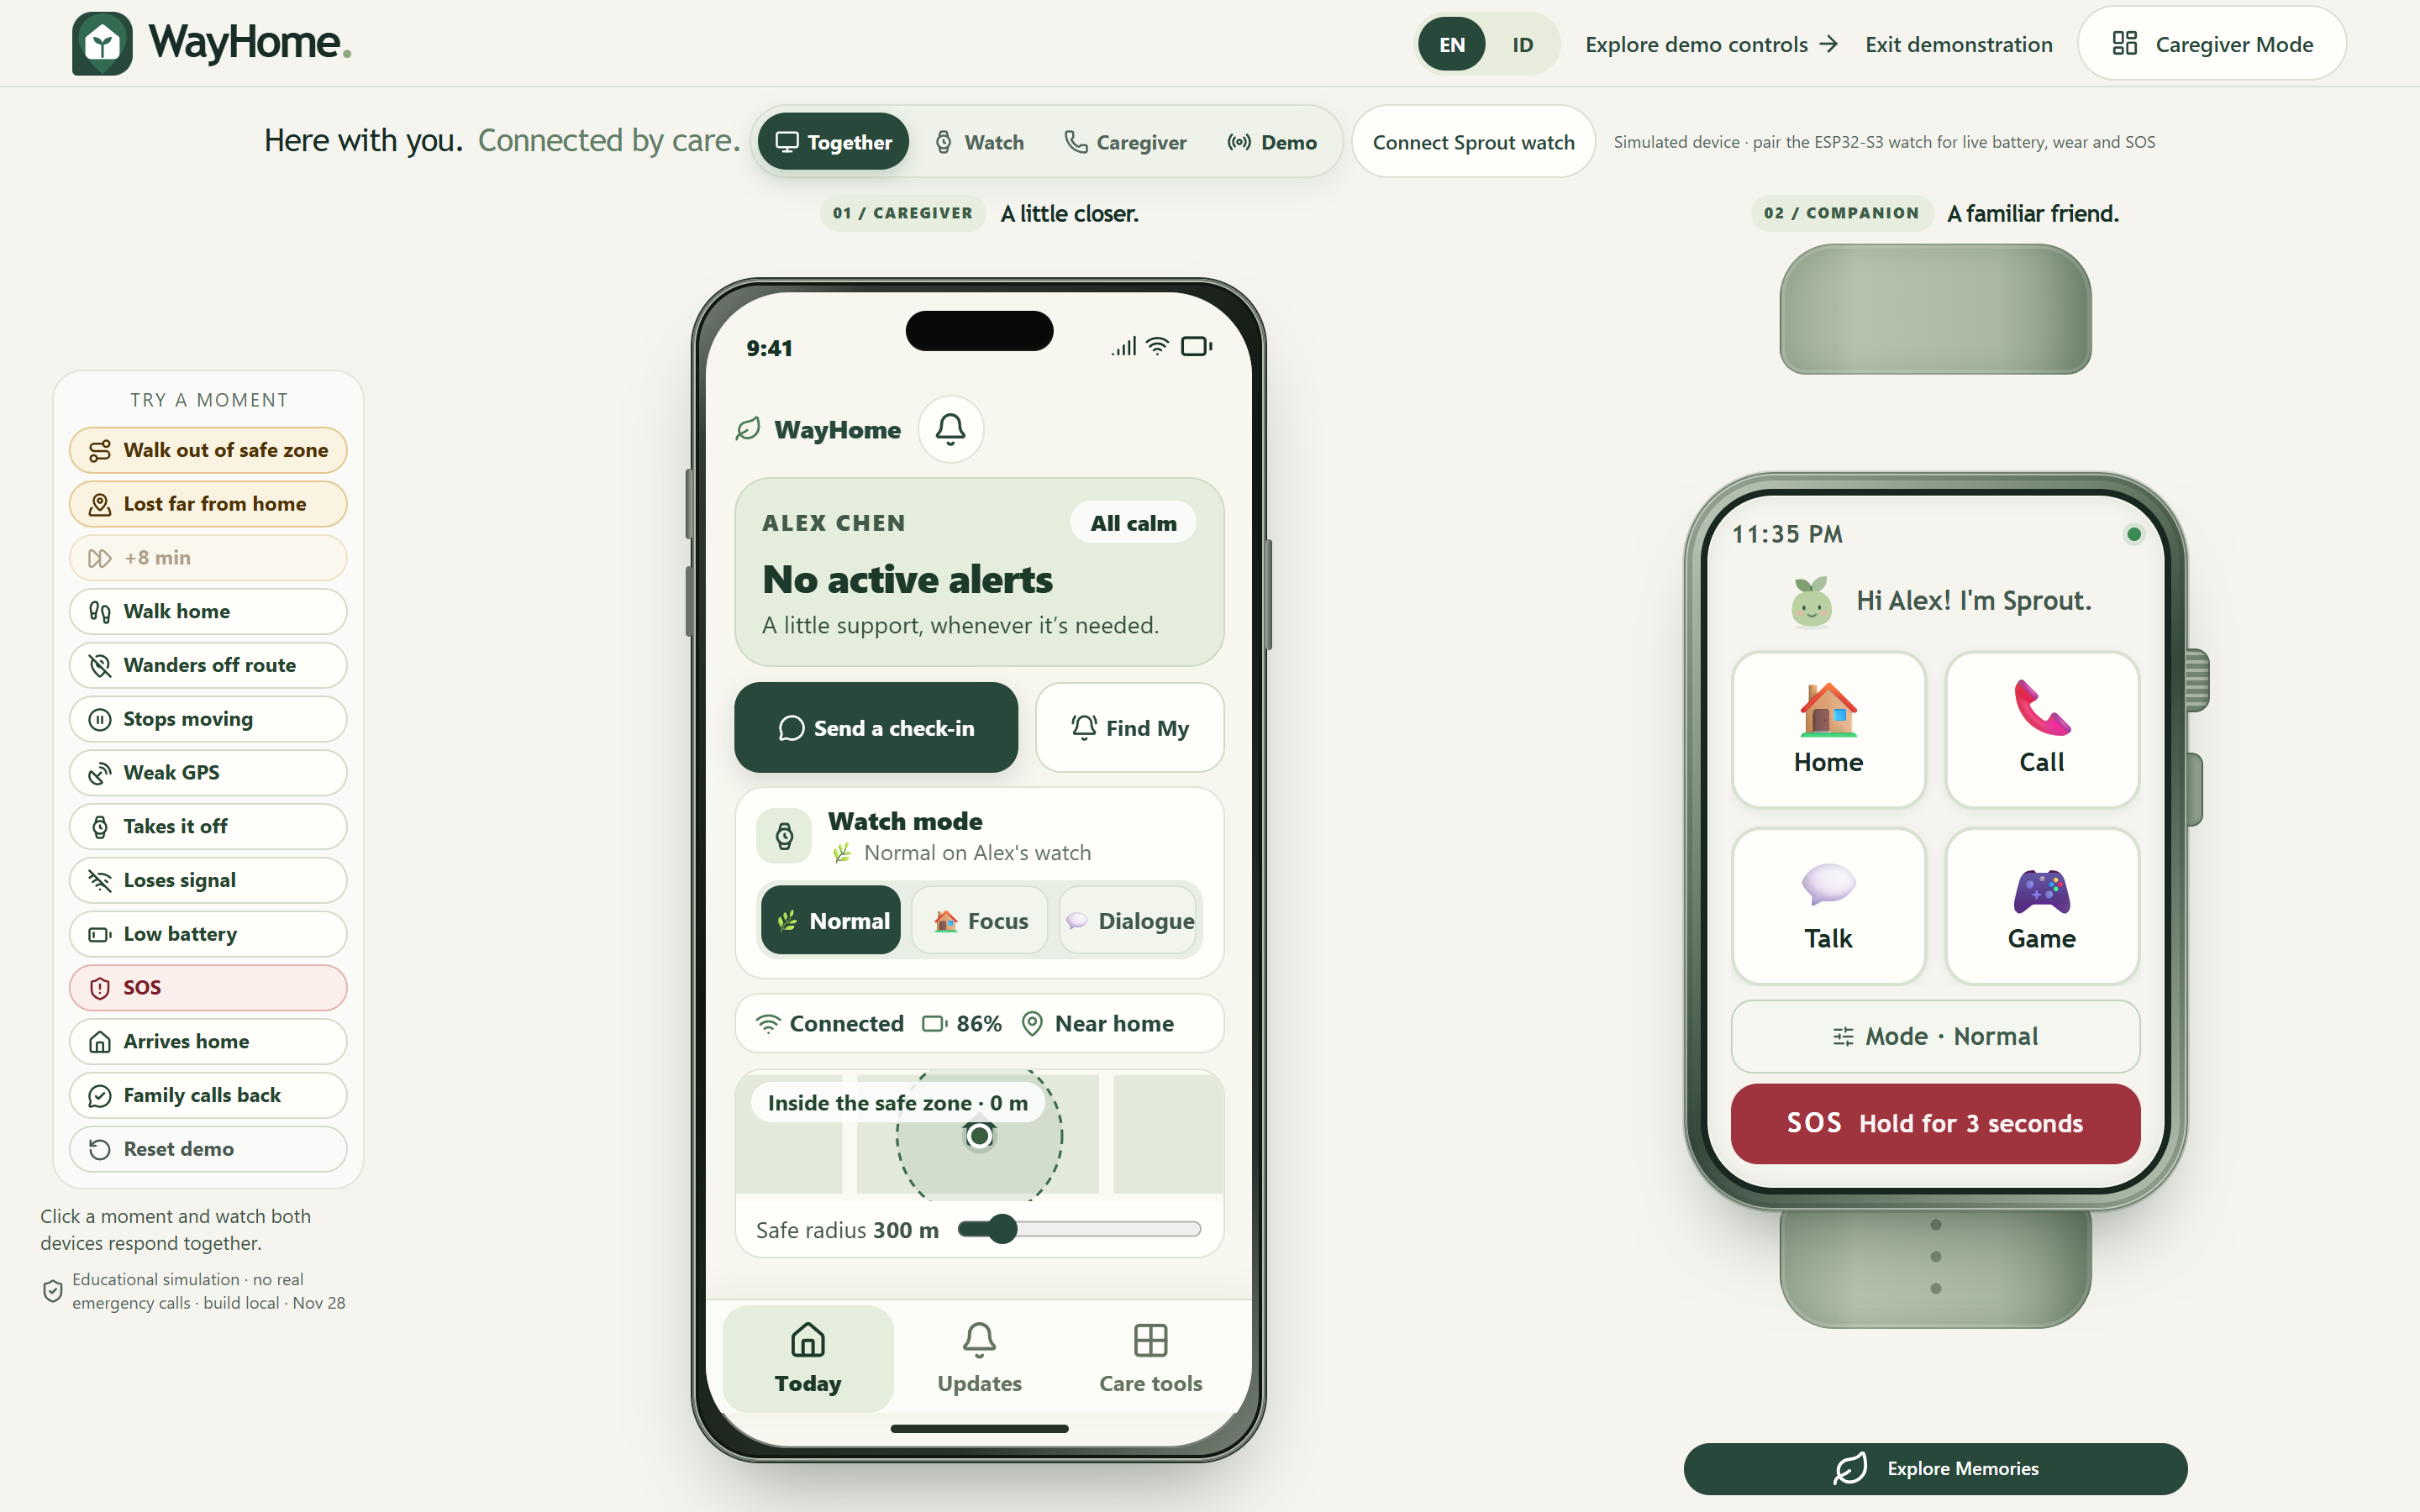 WayHome.
EN
ID
Explore demo controls →
Exit demonstration
Caregiver Mode
Here with you. Connected by care.
Together
Watch
Caregiver
Demo
Connect Sprout watch
Simulated device · pair the ESP32-S3 watch for live battery, wear and SOS
01 / CAREGIVER
A little closer.
02 / COMPANION
A familiar friend.
TRY A MOMENT
Walk out of safe zone
Lost far from home
+8 min
Walk home
Wanders off route
Stops moving
Weak GPS
Takes it off
Loses signal
Low battery
SOS
Arrives home
Family calls back
Reset demo
Click a moment and watch both
devices respond together.
Educational simulation · no real
emergency calls · build local · Nov 28
9:41
WayHome
ALEX CHEN
All calm
No active alerts
A little support, whenever it’s needed.
Send a check-in
Find My
Watch mode
Normal on Alex's watch
Normal
Focus
Dialogue
Connected
86%
Near home
Inside the safe zone · 0 m
Safe radius 300 m
Today
Updates
Care tools
11:35 PM
Hi Alex! I'm Sprout.
Home
Call
Talk
Game
Mode · Normal
SOS Hold for 3 seconds
Explore Memories